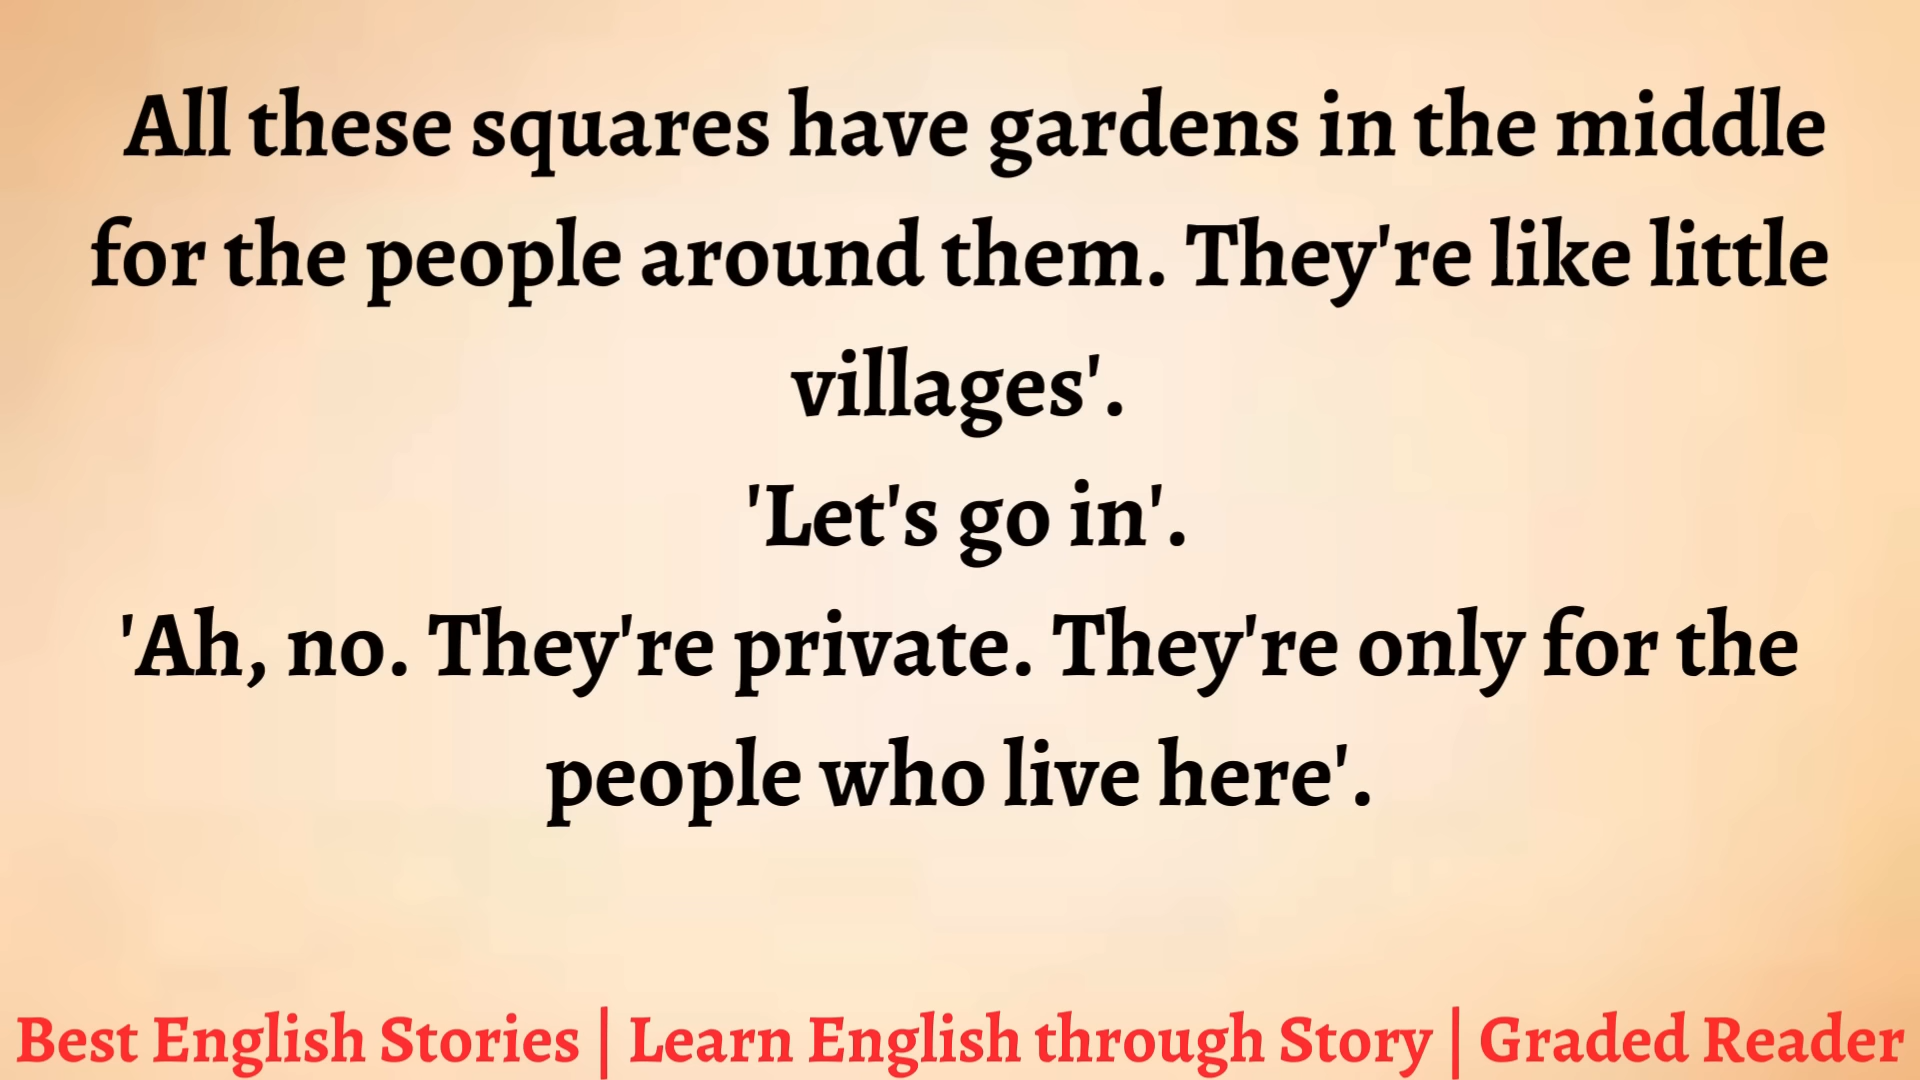 All these squares have gardens in the middle
for the people around them. They're like little
villages'.
'Let's go in'.
'Ah, no. They're private. They're only for the
people who live here'.
Best English Stories | Learn English through Story | Graded Reader